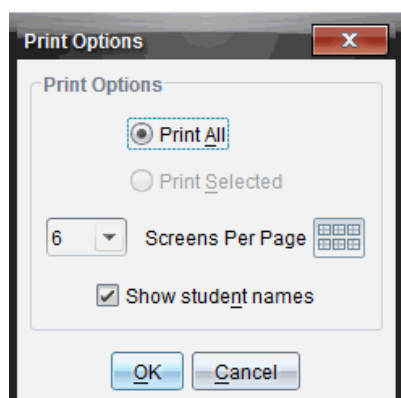 Print Options
Print Options
Print All
Print Selected
6 Screens Per Page
Show student names
OK Cancel